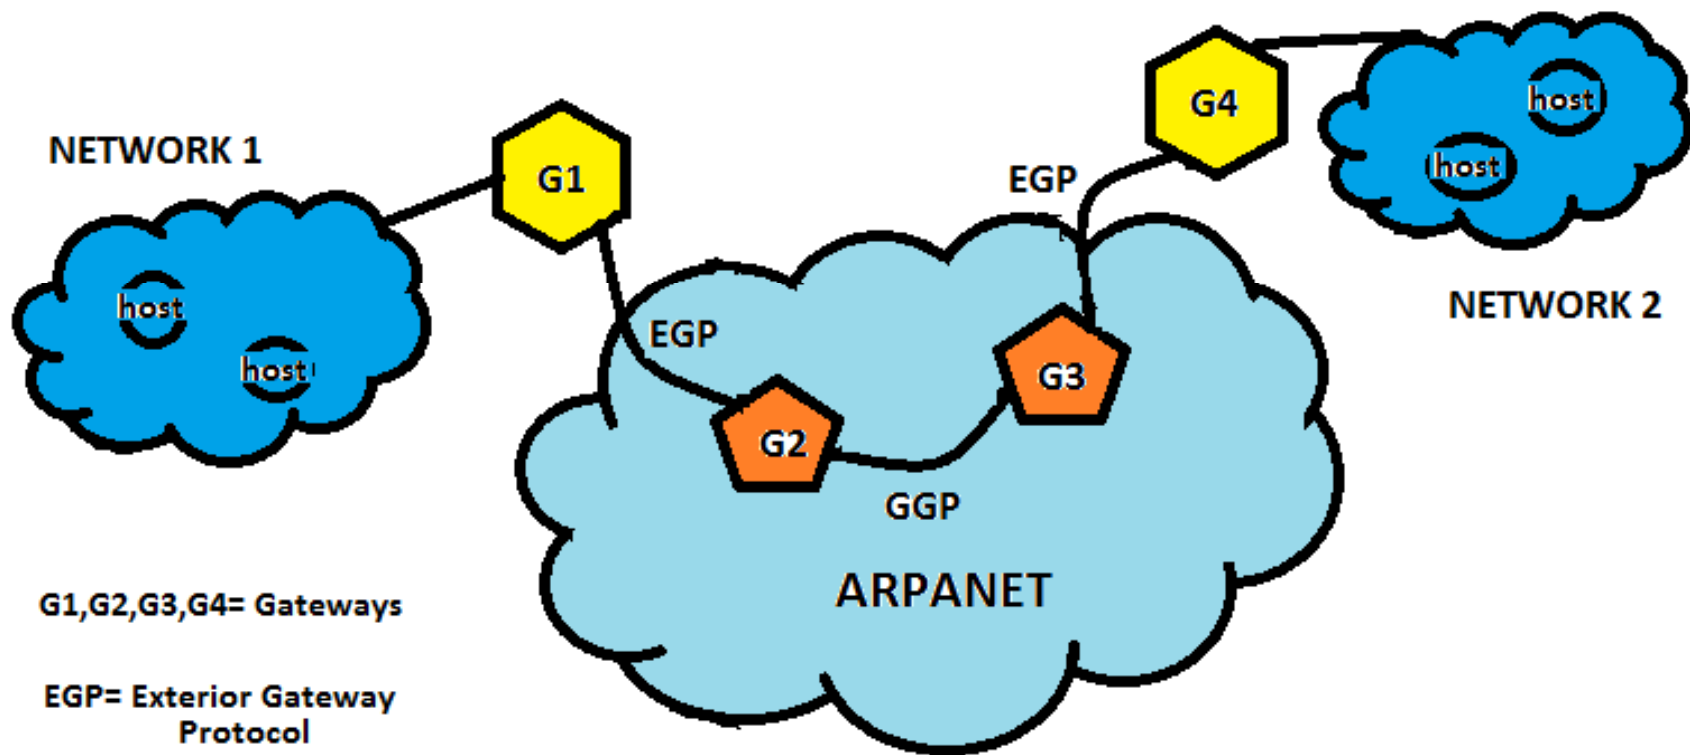 NETWORK 1
G1
G4
host
host
EGP
NETWORK 2
host
host
EGP
G3
G2
GGP
ARPANET
G1,G2,G3,G4= Gateways
EGP= Exterior Gateway
Protocol